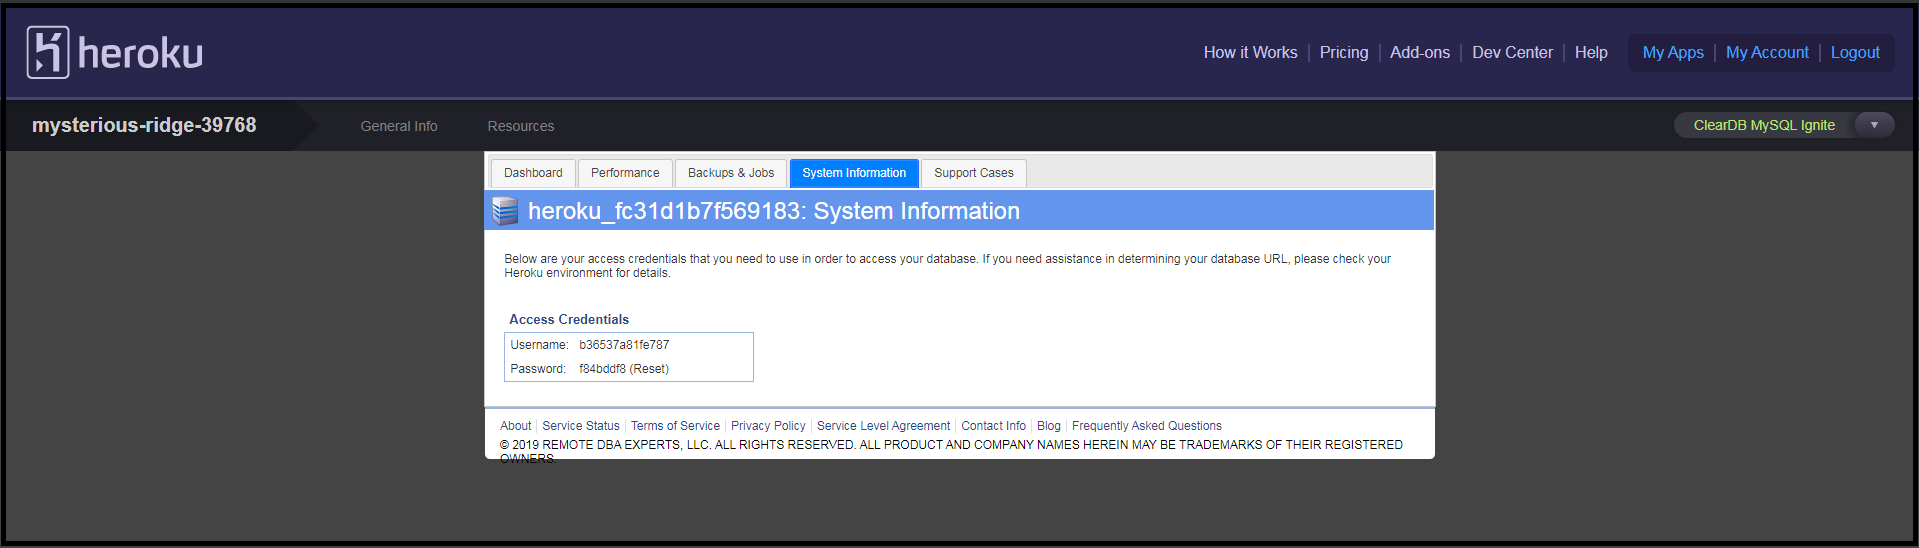 heroku
How it Works Pricing Add-ons Dev Center Help My Apps My Account Logout
mysterious-ridge-39768 General Info Resources ClearDB MySQL Ignite
Dashboard Performance Backups & Jobs System Information Support Cases
heroku_fc31d1b7f569183: System Information
Below are your access credentials that you need to use in order to access your database. If you need assistance in determining your database URL, please check your
Heroku environment for details.
Access Credentials
Username: b36537a81fe787
Password: f84bddf8 (Reset)
About Service Status Terms of Service Privacy Policy Service Level Agreement Contact Info Blog Frequently Asked Questions
© 2019 REMOTE DBA EXPERTS, LLC. ALL RIGHTS RESERVED. ALL PRODUCT AND COMPANY NAMES HEREIN MAY BE TRADEMARKS OF THEIR REGISTERED
OWNERS.